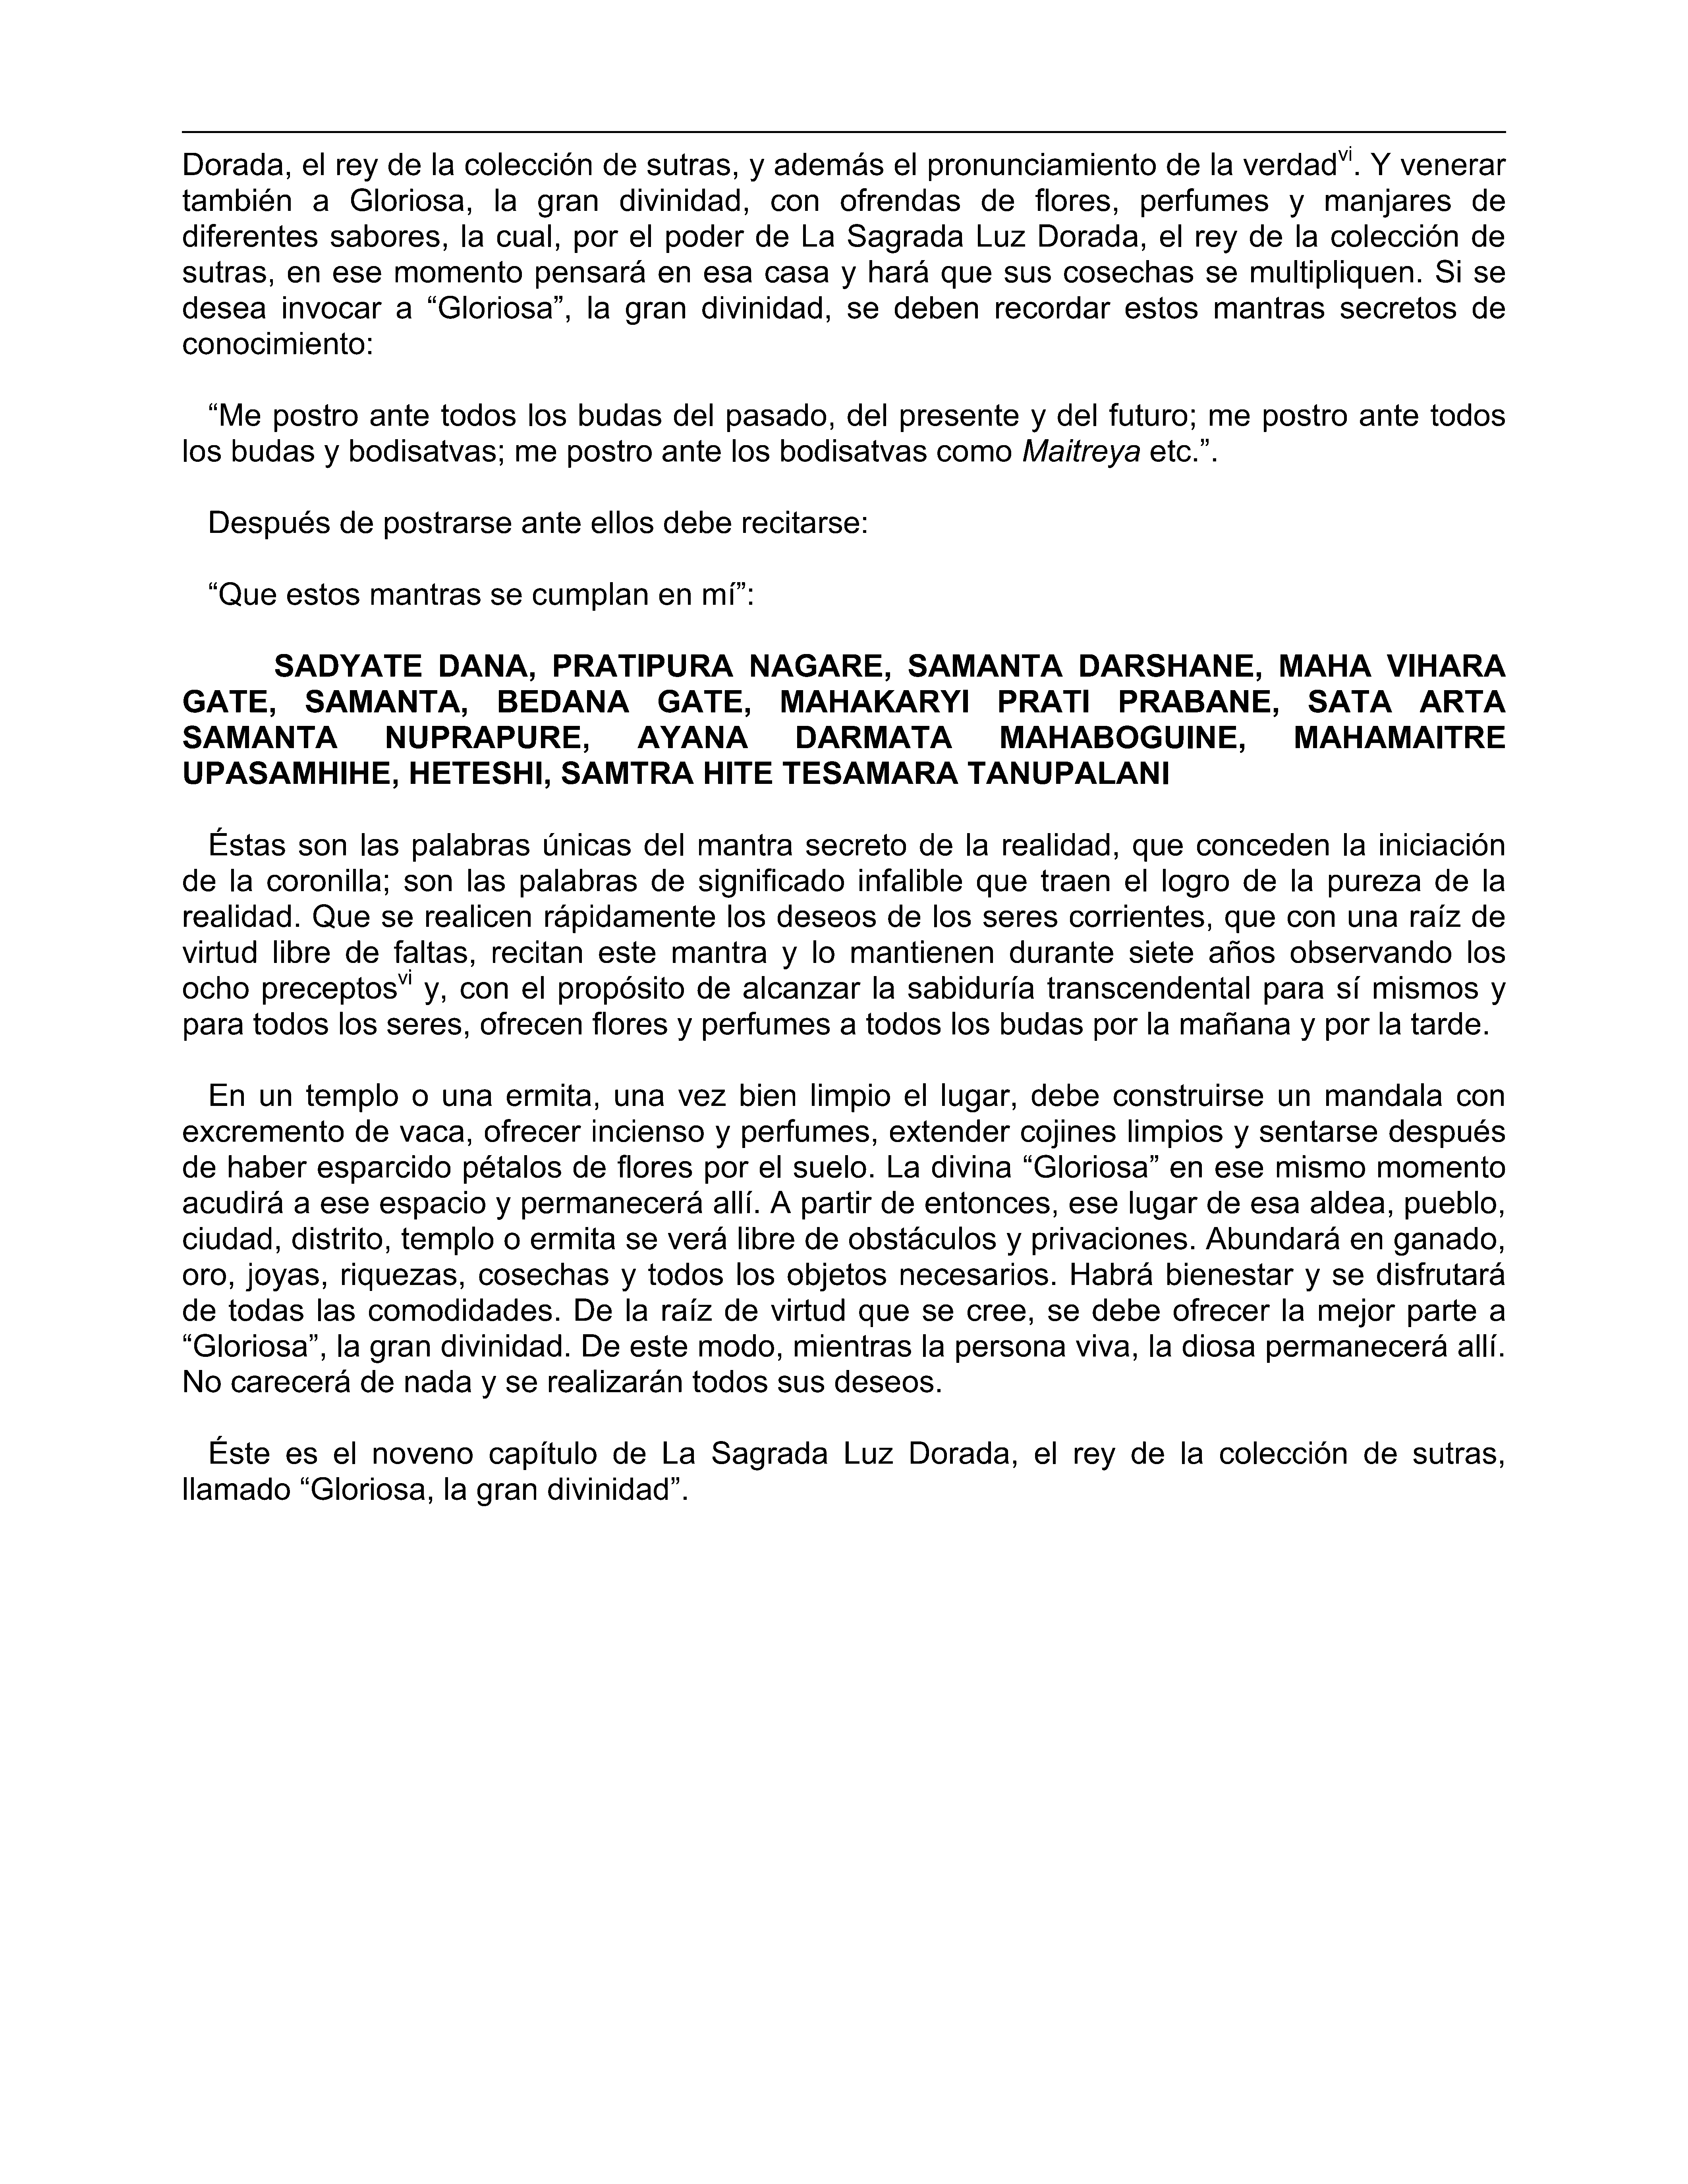 Dorada, el rey de la colección de sutras, y además el pronunciamiento de la verdadvi. Y venerar
también a Gloriosa, la gran divinidad, con ofrendas de flores, perfumes y manjares de
diferentes sabores, la cual, por el poder de La Sagrada Luz Dorada, el rey de la colección de
sutras, en ese momento pensará en esa casa y hará que sus cosechas se multipliquen. Si se
desea invocar a “Gloriosa”, la gran divinidad, se deben recordar estos mantras secretos de
conocimiento:
“Me postro ante todos los budas del pasado, del presente y del futuro; me postro ante todos
los budas y bodisatvas; me postro ante los bodisatvas como Maitreya etc.”.
Después de postrarse ante ellos debe recitarse:
“Que estos mantras se cumplan en mí”:
SADYATE DANA, PRATIPURA NAGARE, SAMANTA DARSHANE, MAHA VIHARA
GATE, SAMANTA, BEDANA GATE, MAHAKARYI PRATI PRABANE, SATA ARTA
SAMANTA NUPRAPURE, AYANA DARMATA MAHABOGUINE, MAHAMAITRE
UPASAMHIHE, HETESHI, SAMTRA HITE TESAMARA TANUPALANI
Éstas son las palabras únicas del mantra secreto de la realidad, que conceden la iniciación
de la coronilla; son las palabras de significado infalible que traen el logro de la pureza de la
realidad. Que se realicen rápidamente los deseos de los seres corrientes, que con una raíz de
virtud libre de faltas, recitan este mantra y lo mantienen durante siete años observando los
ocho preceptosvi y, con el propósito de alcanzar la sabiduría transcendental para sí mismos y
para todos los seres, ofrecen flores y perfumes a todos los budas por la mañana y por la tarde.
En un templo o una ermita, una vez bien limpio el lugar, debe construirse un mandala con
excremento de vaca, ofrecer incienso y perfumes, extender cojines limpios y sentarse después
de haber esparcido pétalos de flores por el suelo. La divina “Gloriosa” en ese mismo momento
acudirá a ese espacio y permanecerá allí. A partir de entonces, ese lugar de esa aldea, pueblo,
ciudad, distrito, templo o ermita se verá libre de obstáculos y privaciones. Abundará en ganado,
oro, joyas, riquezas, cosechas y todos los objetos necesarios. Habrá bienestar y se disfrutará
de todas las comodidades. De la raíz de virtud que se cree, se debe ofrecer la mejor parte a
“Gloriosa”, la gran divinidad. De este modo, mientras la persona viva, la diosa permanecerá allí.
No carecerá de nada y se realizarán todos sus deseos.
Éste es el noveno capítulo de La Sagrada Luz Dorada, el rey de la colección de sutras,
llamado “Gloriosa, la gran divinidad”.